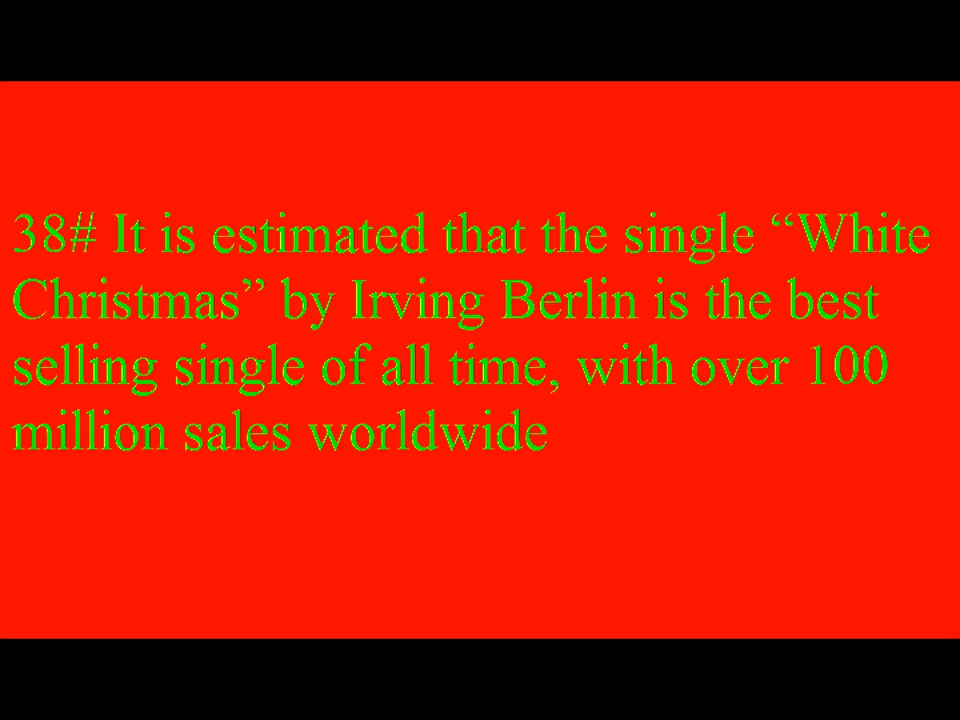 38# It is estimated that the single “White
Christmas” by Irving Berlin is the best
selling single of all time, with over 100
million sales worldwide